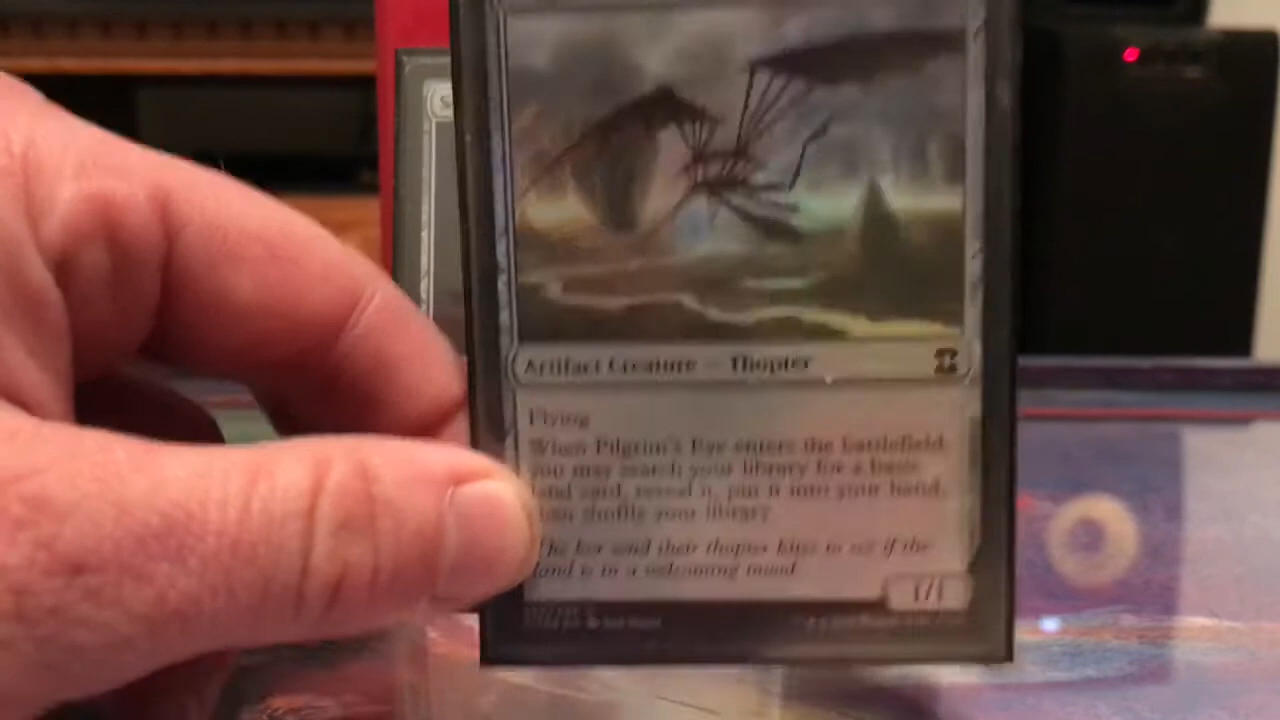 S
Artifact Creature — Thopter
Flying
When Pilgrim's Eye enters the battlefield,
you may search your library for a basic
land card, reveal it, put it into your hand,
then shuffle your library.
The kor send their thopter kites to see if the
land is in a welcoming mood.
1/1